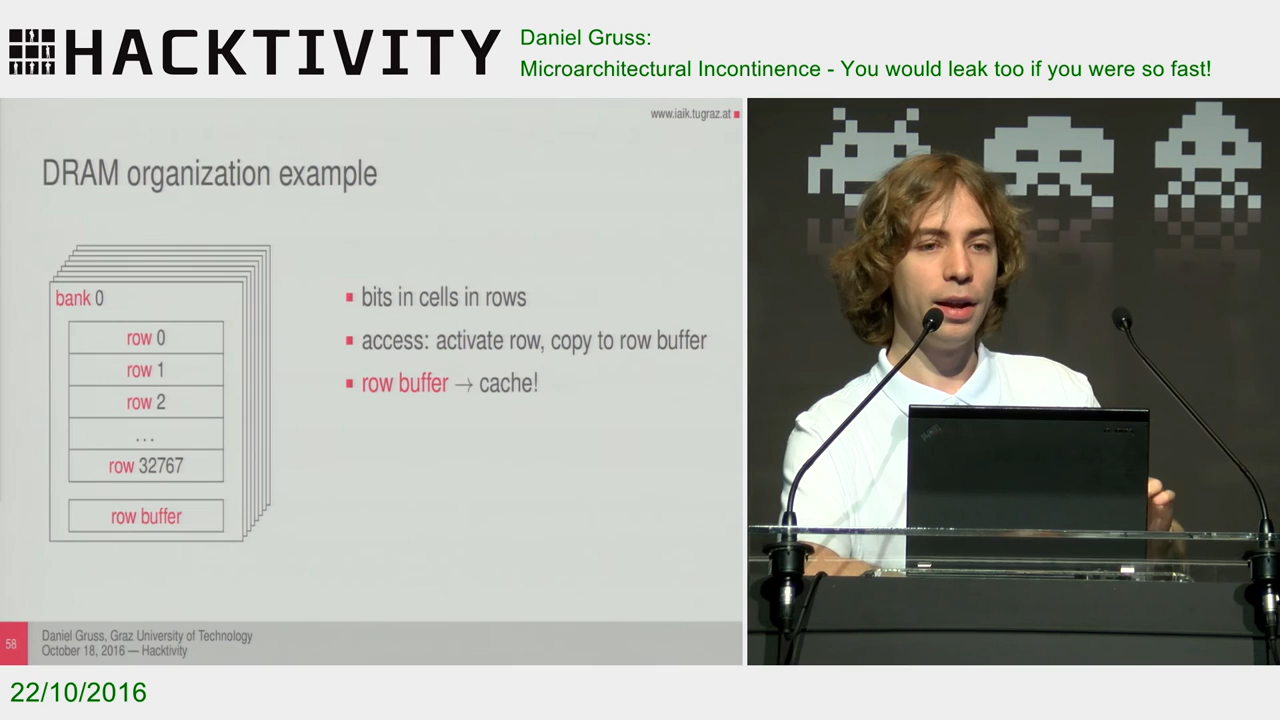 HACKTIVITY
Daniel Gruss:
Microarchitectural Incontinence - You would leak too if you were so fast!
www.iaik.tugraz.at
DRAM organization example
bank 0
row 0
row 1
row 2
...
row 32767
row buffer
bits in cells in rows
access: activate row, copy to row buffer
row buffer → cache!
58
Daniel Gruss, Graz University of Technology
October 18, 2016 — Hacktivity
22/10/2016